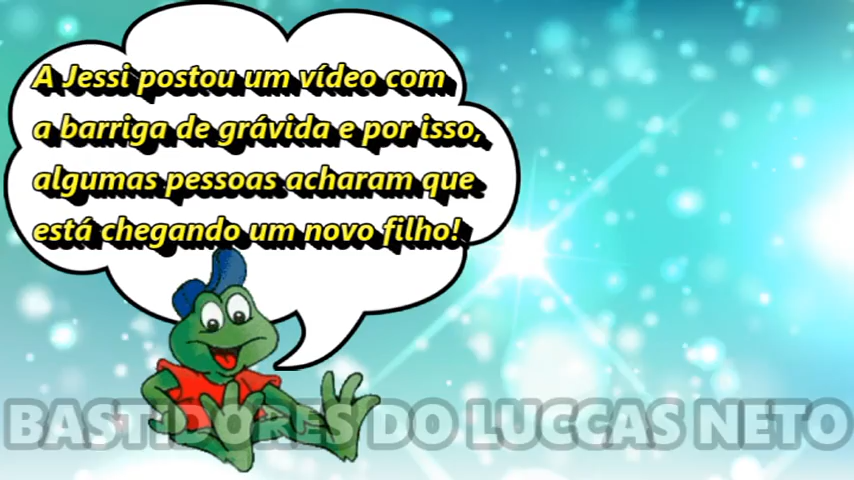 A Jessi postou um vídeo com
a barriga de grávida e por isso,
algumas pessoas acharam que
está chegando um novo filho!
BASTIDORES DO LUCCAS NETO